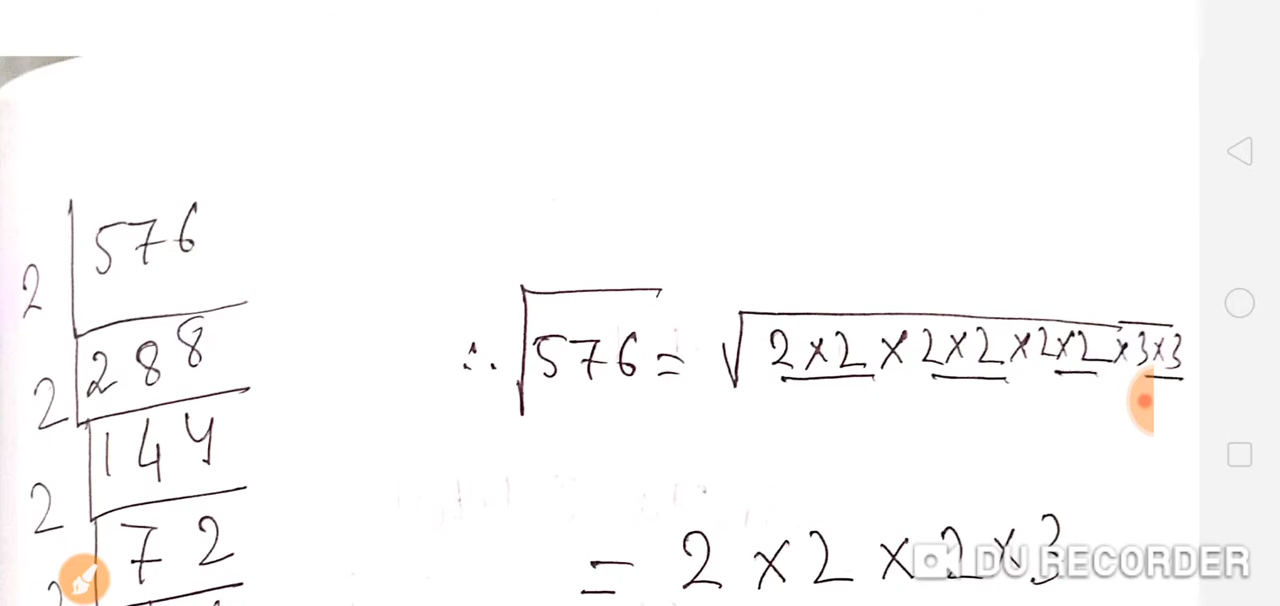 2 | 576
2 | 288
2 | 144
2 | 72
∴ √576 = √2×2×2×2×2×2×3×3
= 2×2×2×3
DU RECORDER